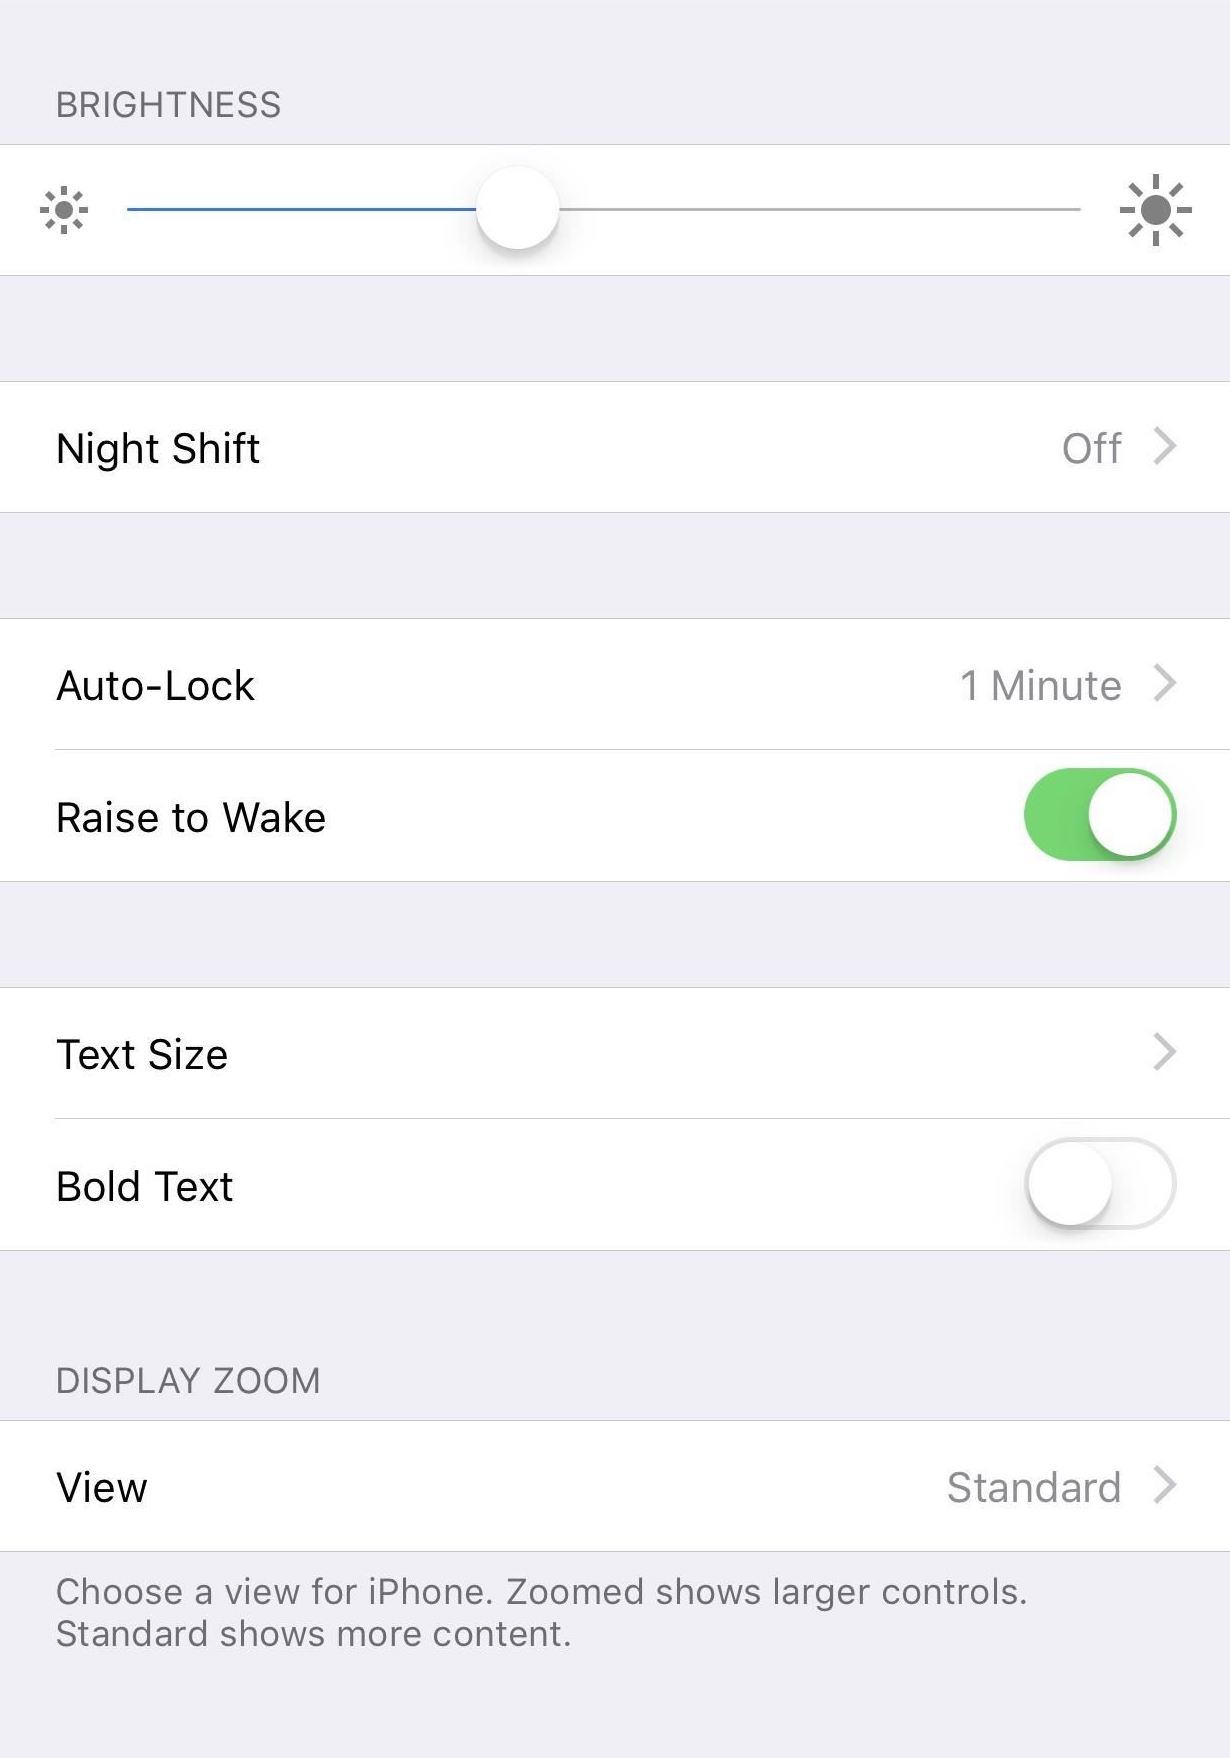 BRIGHTNESS
Night Shift Off
Auto-Lock 1 Minute
Raise to Wake
Text Size
Bold Text
DISPLAY ZOOM
View Standard
Choose a view for iPhone. Zoomed shows larger controls.
Standard shows more content.